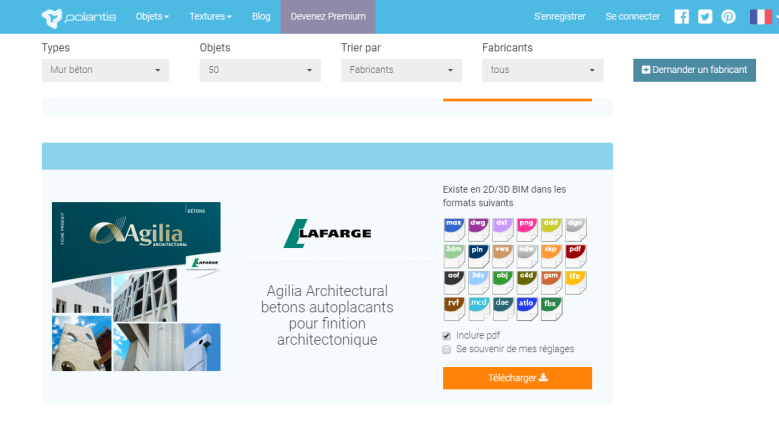 polantis
Objets
Textures
Blog
Devenez Premium
S'enregistrer
Se connecter
Types
Objets
Trier par
Fabricants
Mur béton
50
Fabricants
tous
Demander un fabricant
FICHE PRODUIT
BÉTONS
Agilia
ARCHITECTURAL
LAFARGE
LAFARGE
Agilia Architectural
betons autoplacants
pour finition
architectonique
Existe en 2D/3D BIM dans les
formats suivants
max dwg dxf png ddd dgn
3dm pln vwx ndw skp pdf
aof 3ds obj c4d gsm ifc
rvt .mcd dae atlo fbx
Inclure pdf
Se souvenir de mes réglages
Télécharger